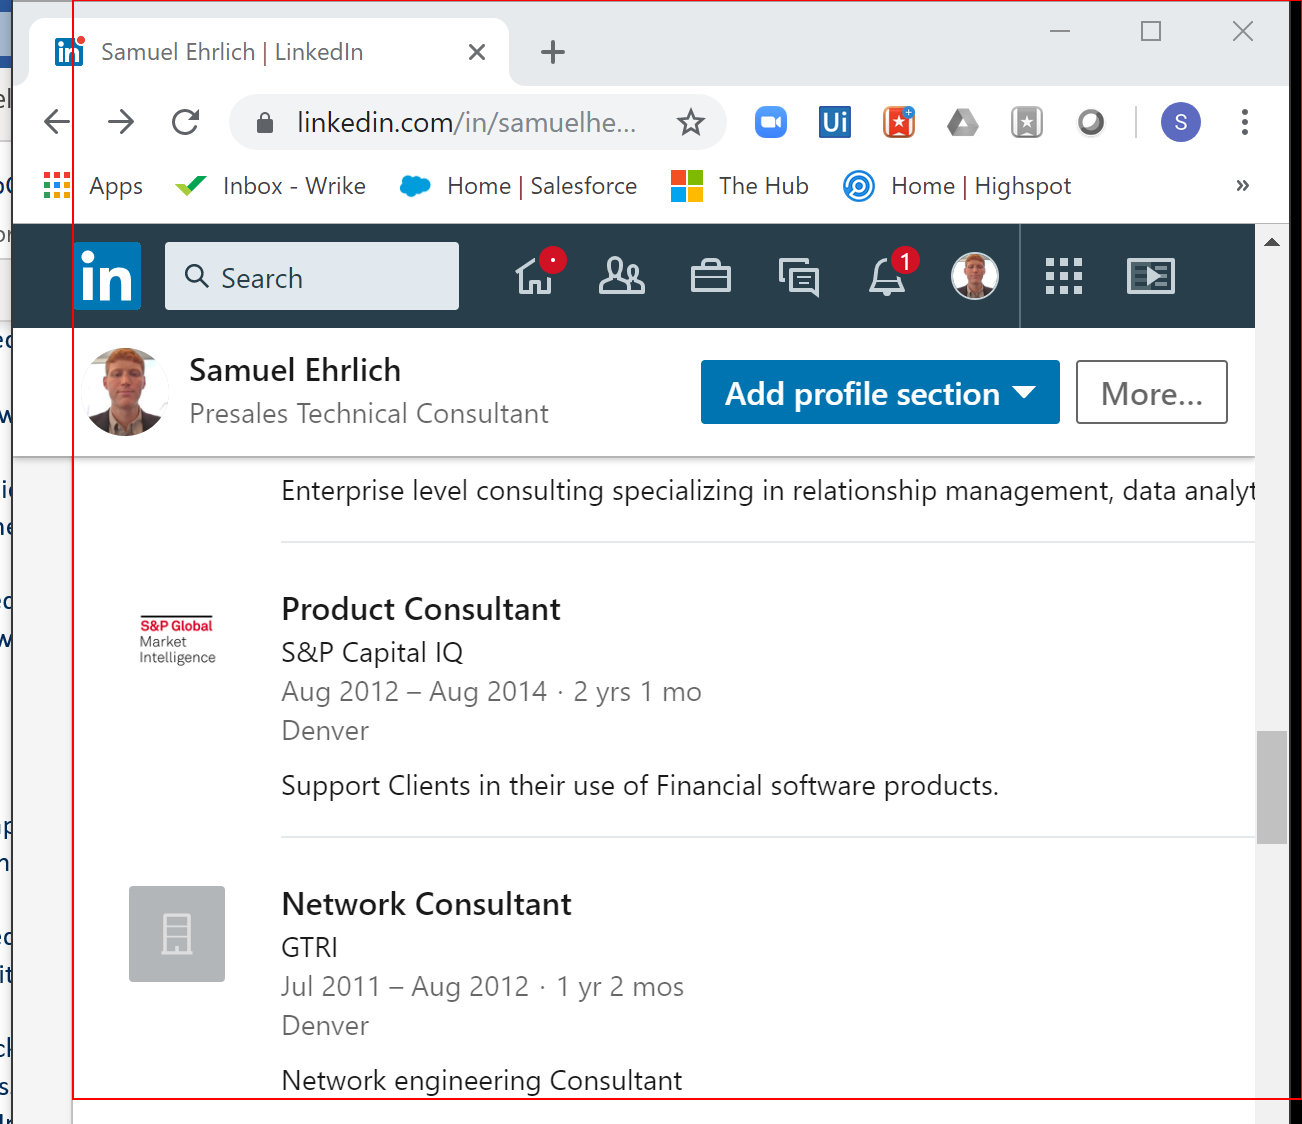 Samuel Ehrlich | LinkedIn
linkedin.com/in/samuelhe...
Ui
S
Apps
Inbox - Wrike
Home | Salesforce
The Hub
Home | Highspot
»
in
Search
1
Samuel Ehrlich
Presales Technical Consultant
Add profile section
More...
Enterprise level consulting specializing in relationship management, data analyt
S&P Global
Market
Intelligence
Product Consultant
S&P Capital IQ
Aug 2012 – Aug 2014 · 2 yrs 1 mo
Denver
Support Clients in their use of Financial software products.
Network Consultant
GTRI
Jul 2011 – Aug 2012 · 1 yr 2 mos
Denver
Network engineering Consultant